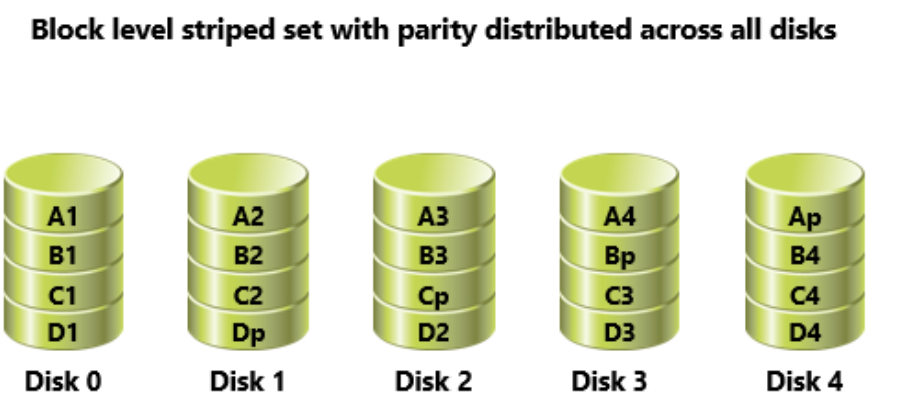 Block level striped set with parity distributed across all disks
A1 A2 A3 A4 Ap
B1 B2 B3 Bp B4
C1 C2 Cp C3 C4
D1 Dp D2 D3 D4
Disk 0 Disk 1 Disk 2 Disk 3 Disk 4